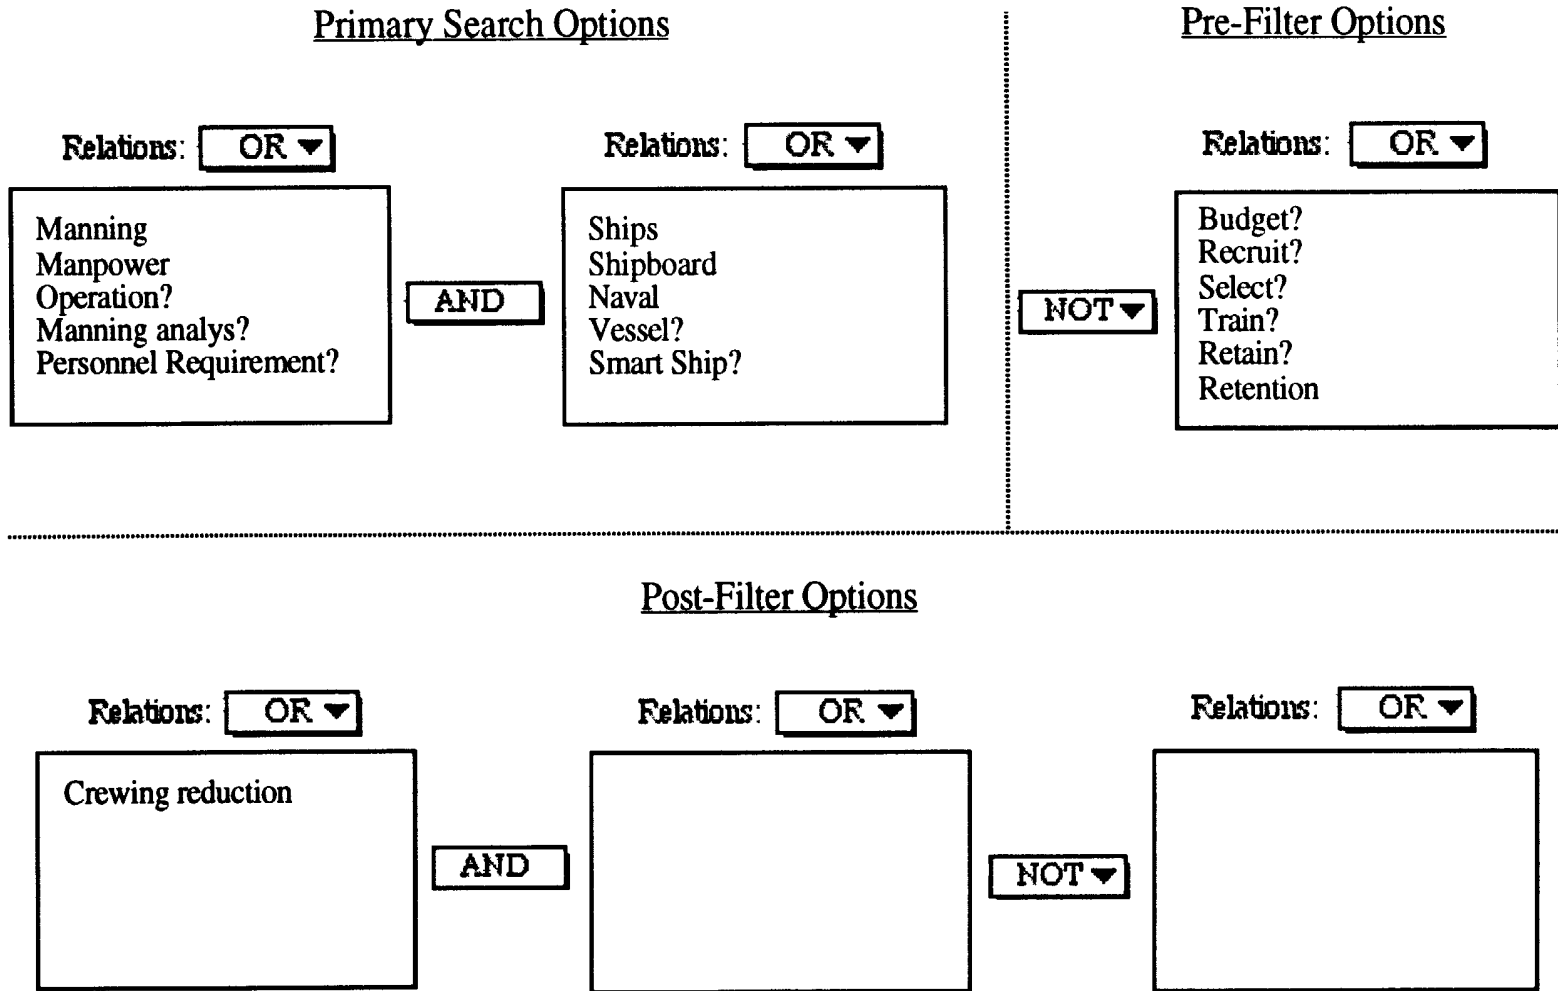 Primary Search Options
Pre-Filter Options
Relations: OR
Relations: OR
Relations: OR
Manning
Manpower
Operation?
Manning analys?
Personnel Requirement?
AND
Ships
Shipboard
Naval
Vessel?
Smart Ship?
NOT
Budget?
Recruit?
Select?
Train?
Retain?
Retention
Post-Filter Options
Relations: OR
Relations: OR
Relations: OR
Crewing reduction
AND
NOT